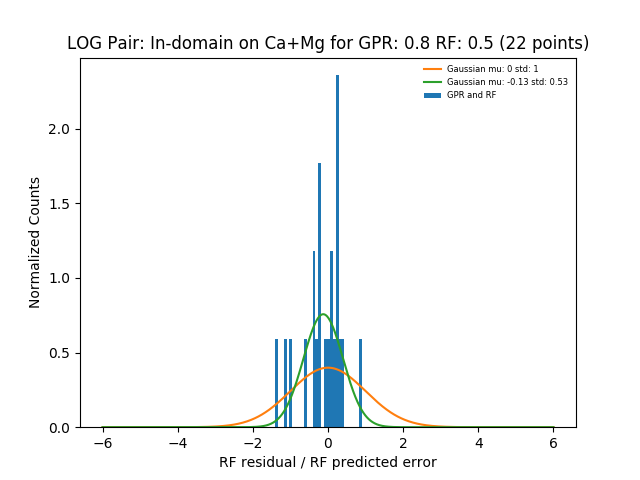 LOG Pair: In-domain on Ca+Mg for GPR: 0.8 RF: 0.5 (22 points)
Gaussian mu: 0 std: 1
Gaussian mu: -0.13 std: 0.53
GPR and RF
Normalized Counts
2.0
1.5
1.0
0.5
0.0
−6 −4 −2 0 2 4 6
RF residual / RF predicted error